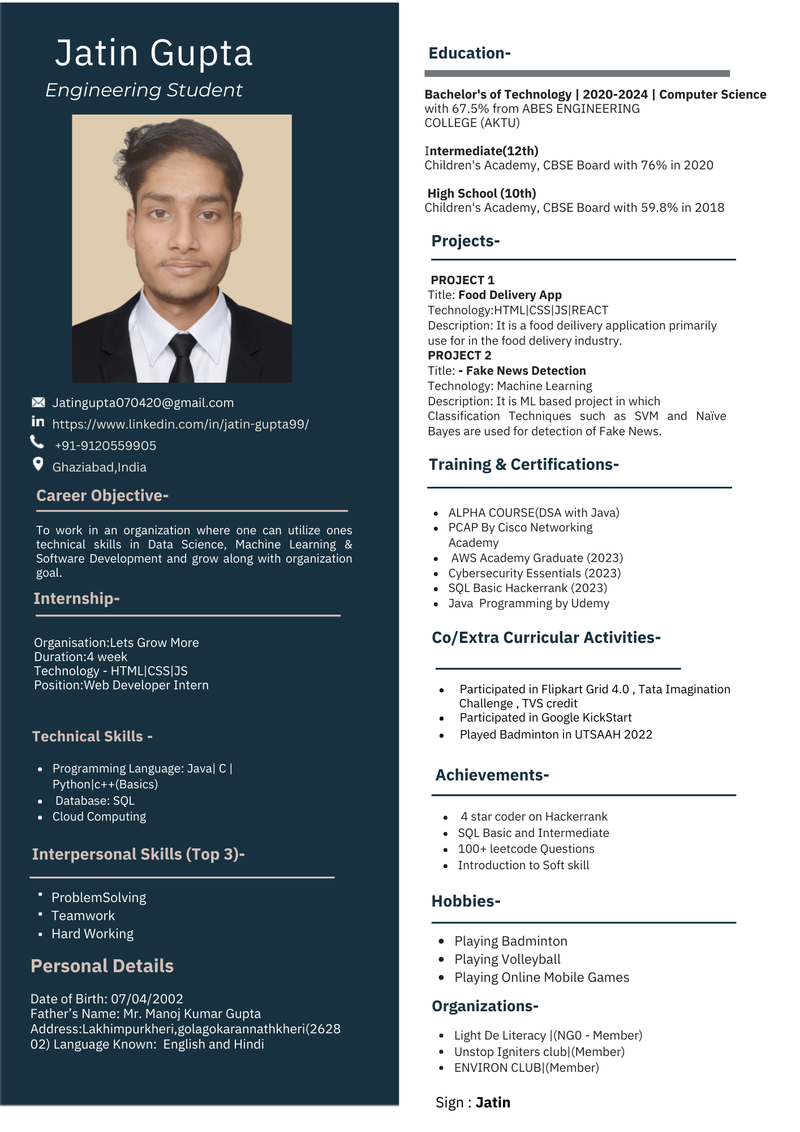 Jatin Gupta
Engineering Student
Jatingupta070420@gmail.com
https://www.linkedin.com/in/jatin-gupta99/
+91-9120559905
Ghaziabad,India
Career Objective-
To work in an organization where one can utilize ones
technical skills in Data Science, Machine Learning &
Software Development and grow along with organization
goal.
Internship-
Organisation:Lets Grow More
Duration:4 week
Technology - HTML|CSS|JS
Position:Web Developer Intern
Technical Skills -
• Programming Language: Java| C |
Python|c++(Basics)
• Database: SQL
• Cloud Computing
Interpersonal Skills (Top 3)-
• ProblemSolving
• Teamwork
• Hard Working
Personal Details
Date of Birth: 07/04/2002
Father's Name: Mr. Manoj Kumar Gupta
Address:Lakhimpurkheri,golagokarannathkheri(2628
02) Language Known: English and Hindi
Education-
Bachelor's of Technology | 2020-2024 | Computer Science
with 67.5% from ABES ENGINEERING
COLLEGE (AKTU)
Intermediate(12th)
Children's Academy, CBSE Board with 76% in 2020
High School (10th)
Children's Academy, CBSE Board with 59.8% in 2018
Projects-
PROJECT 1
Title: Food Delivery App
Technology:HTML|CSS|JS|REACT
Description: It is a food deilivery application primarily
use for in the food delivery industry.
PROJECT 2
Title: - Fake News Detection
Technology: Machine Learning
Description: It is ML based project in which
Classification Techniques such as SVM and Naïve
Bayes are used for detection of Fake News.
Training & Certifications-
• ALPHA COURSE(DSA with Java)
• PCAP By Cisco Networking
Academy
• AWS Academy Graduate (2023)
• Cybersecurity Essentials (2023)
• SQL Basic Hackerrank (2023)
• Java Programming by Udemy
Co/Extra Curricular Activities-
• Participated in Flipkart Grid 4.0 , Tata Imagination
Challenge , TVS credit
• Participated in Google KickStart
• Played Badminton in UTSAAH 2022
Achievements-
• 4 star coder on Hackerrank
• SQL Basic and Intermediate
• 100+ leetcode Questions
• Introduction to Soft skill
Hobbies-
• Playing Badminton
• Playing Volleyball
• Playing Online Mobile Games
Organizations-
• Light De Literacy |(NG0 - Member)
• Unstop Igniters club|(Member)
• ENVIRON CLUB|(Member)
Sign : Jatin